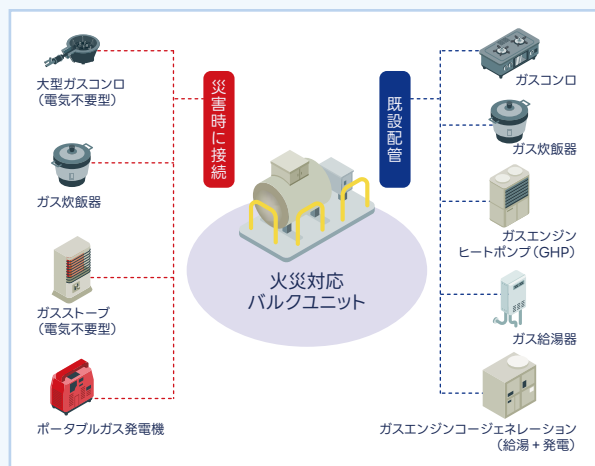 大型ガスコンロ
（電気不要型）
ガス炊飯器
ガスストーブ
（電気不要型）
ポータブルガス発電機
災害時に接続
火災対応
バルクユニット
既設配管
ガスコンロ
ガス炊飯器
ガスエンジン
ヒートポンプ（GHP）
ガス給湯器
ガスエンジンコージェネレーション
（給湯＋発電）